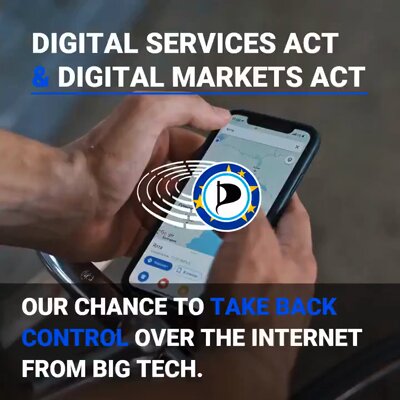 DIGITAL SERVICES ACT
& DIGITAL MARKETS ACT
OUR CHANCE TO TAKE BACK
CONTROL OVER THE INTERNET
FROM BIG TECH.